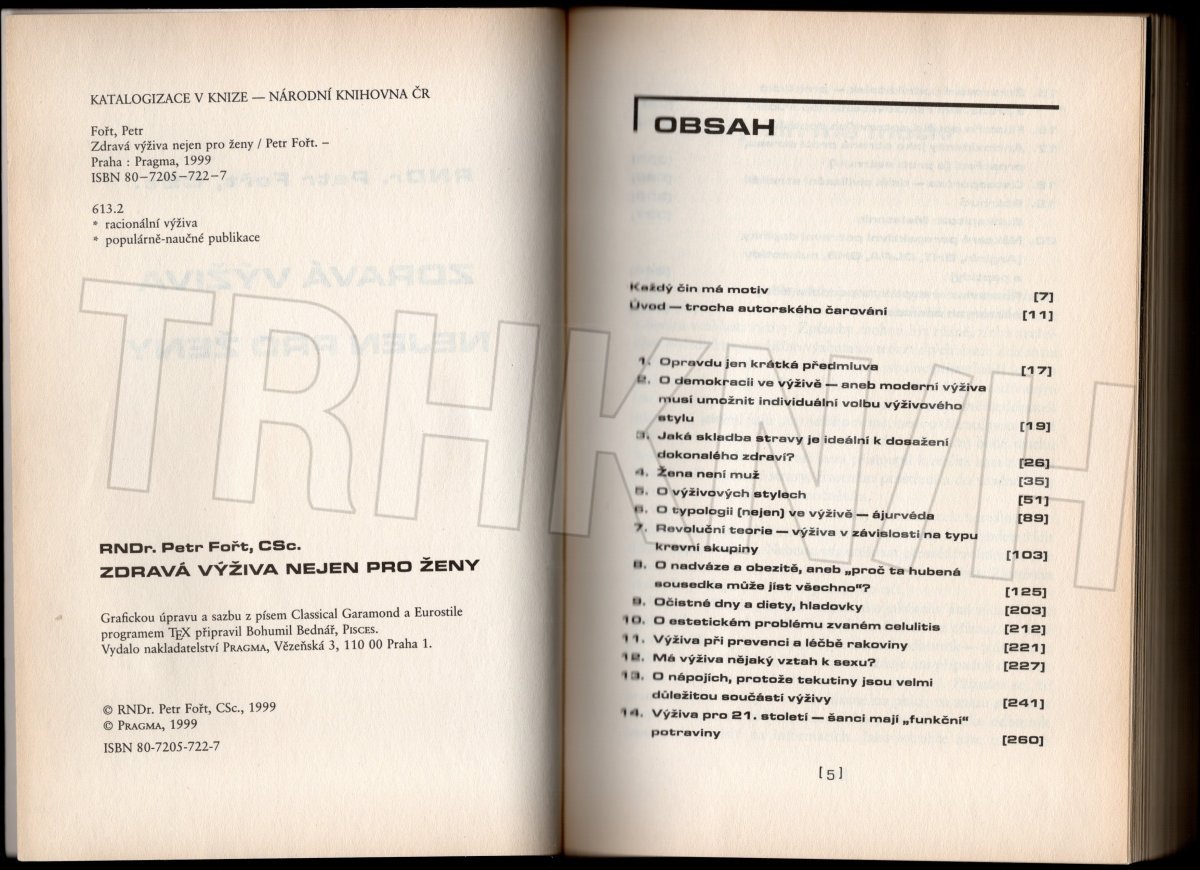 KATALOGIZACE V KNIZE — NÁRODNÍ KNIHOVNA ČR
Fořt, Petr
Zdravá výživa nejen pro ženy / Petr Fořt. –
Praha : Pragma, 1999
ISBN 80–7205–722–7
613.2
* racionální výživa
* populárně-naučné publikace
RNDr. Petr Fořt, CSc.
ZDRAVÁ VÝŽIVA NEJEN PRO ŽENY
Grafickou úpravu a sazbu z písem Classical Garamond a Eurostile
programem TEX připravil Bohumil Bednář, PISCES.
Vydalo nakladatelství PRAGMA, Vězeňská 3, 110 00 Praha 1.
© RNDr. Petr Fořt, CSc., 1999
© PRAGMA, 1999
ISBN 80-7205-722-7
OBSAH
Každý čin má motiv [7]
Úvod — trocha autorského čarování [11]
1. Opravdu jen krátká předmluva [17]
2. O demokracii ve výživě — aneb moderní výživa
musí umožnit individuální volbu výživového
stylu [19]
3. Jaká skladba stravy je ideální k dosažení
dokonalého zdraví? [26]
4. Žena není muž [35]
5. O výživových stylech [51]
6. O typologii (nejen) ve výživě — ájurvéda [89]
7. Revoluční teorie — výživa v závislosti na typu
krevní skupiny [103]
8. O nadváze a obezitě, aneb „proč ta hubená
sousedka může jíst všechno“? [125]
9. Očistné dny a diety, hladovky [203]
10. O estetickém problému zvaném celulitis [212]
11. Výživa při prevenci a léčbě rakoviny [221]
12. Má výživa nějaký vztah k sexu? [227]
13. O nápojích, protože tekutiny jsou velmi
důležitou součástí výživy [241]
14. Výživa pro 21. století — šanci mají „funkční“
potraviny [260]
[5]
TRHKNIH